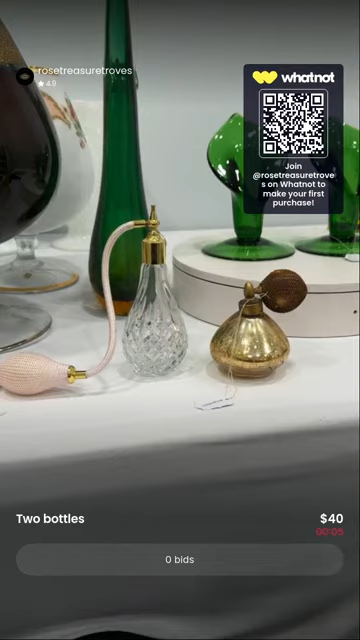 rosetreasuretroves
★ 4.9
whatnot
Join
@rosetreasuretrove
s on Whatnot to
make your first
purchase!
Two bottles
$40
00:05
0 bids